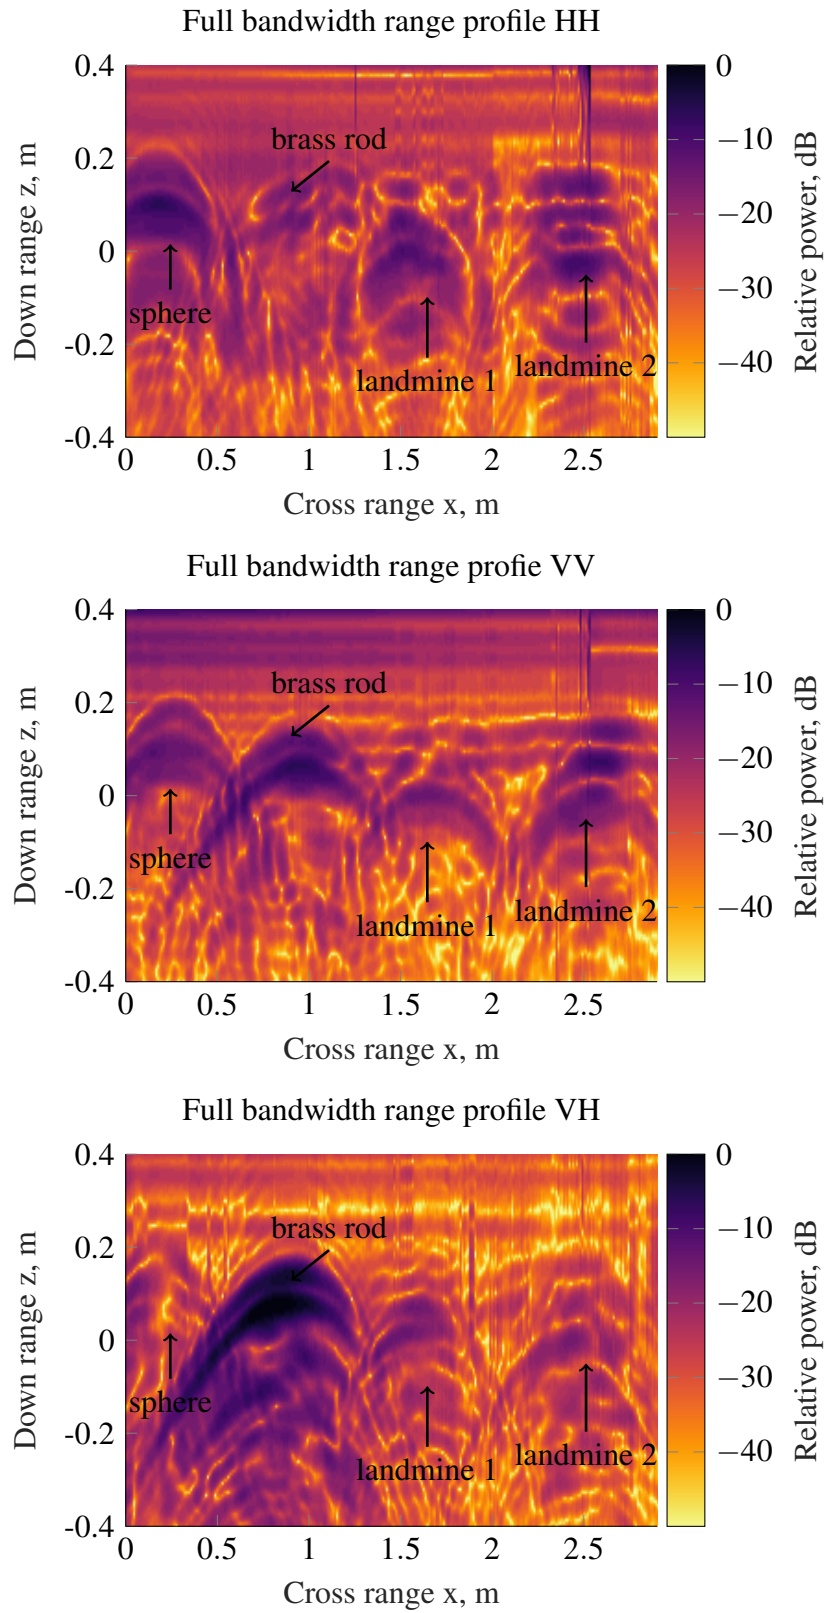 Full bandwidth range profile HH
0.4
0.2
0
-0.2
-0.4
Down range z, m
0
0.5
1
1.5
2
2.5
Cross range x, m
brass rod
sphere
landmine 1
landmine 2
0
−10
−20
−30
−40
Relative power, dB
Full bandwidth range profie VV
0.4
0.2
0
-0.2
-0.4
Down range z, m
0
0.5
1
1.5
2
2.5
Cross range x, m
brass rod
sphere
landmine 1
landmine 2
0
−10
−20
−30
−40
Relative power, dB
Full bandwidth range profile VH
0.4
0.2
0
-0.2
-0.4
Down range z, m
0
0.5
1
1.5
2
2.5
Cross range x, m
brass rod
sphere
landmine 1
landmine 2
0
−10
−20
−30
−40
Relative power, dB